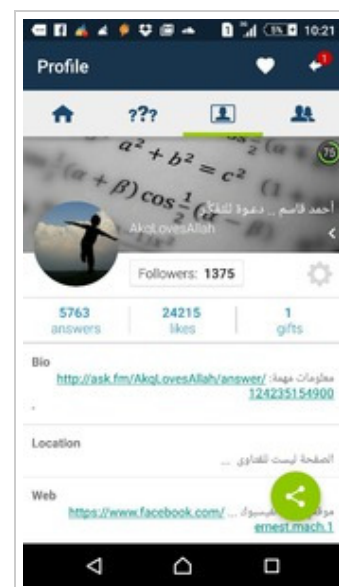 10:21
Profile
1
???
a² + b² = c²
75
(α + β)
cos
أحمد قاسم .. دعوة للتفكّر
AkqLovesAllah
Followers: 1375
5763 24215 1
answers likes gifts
Bio
معلومات مهمة: http://ask.fm/AkqLovesAllah/answer/
124235154900
.
Location
الصفحة ليست للفتاوى ...
Web
... https://www.facebook.com/
ernest.mach.1